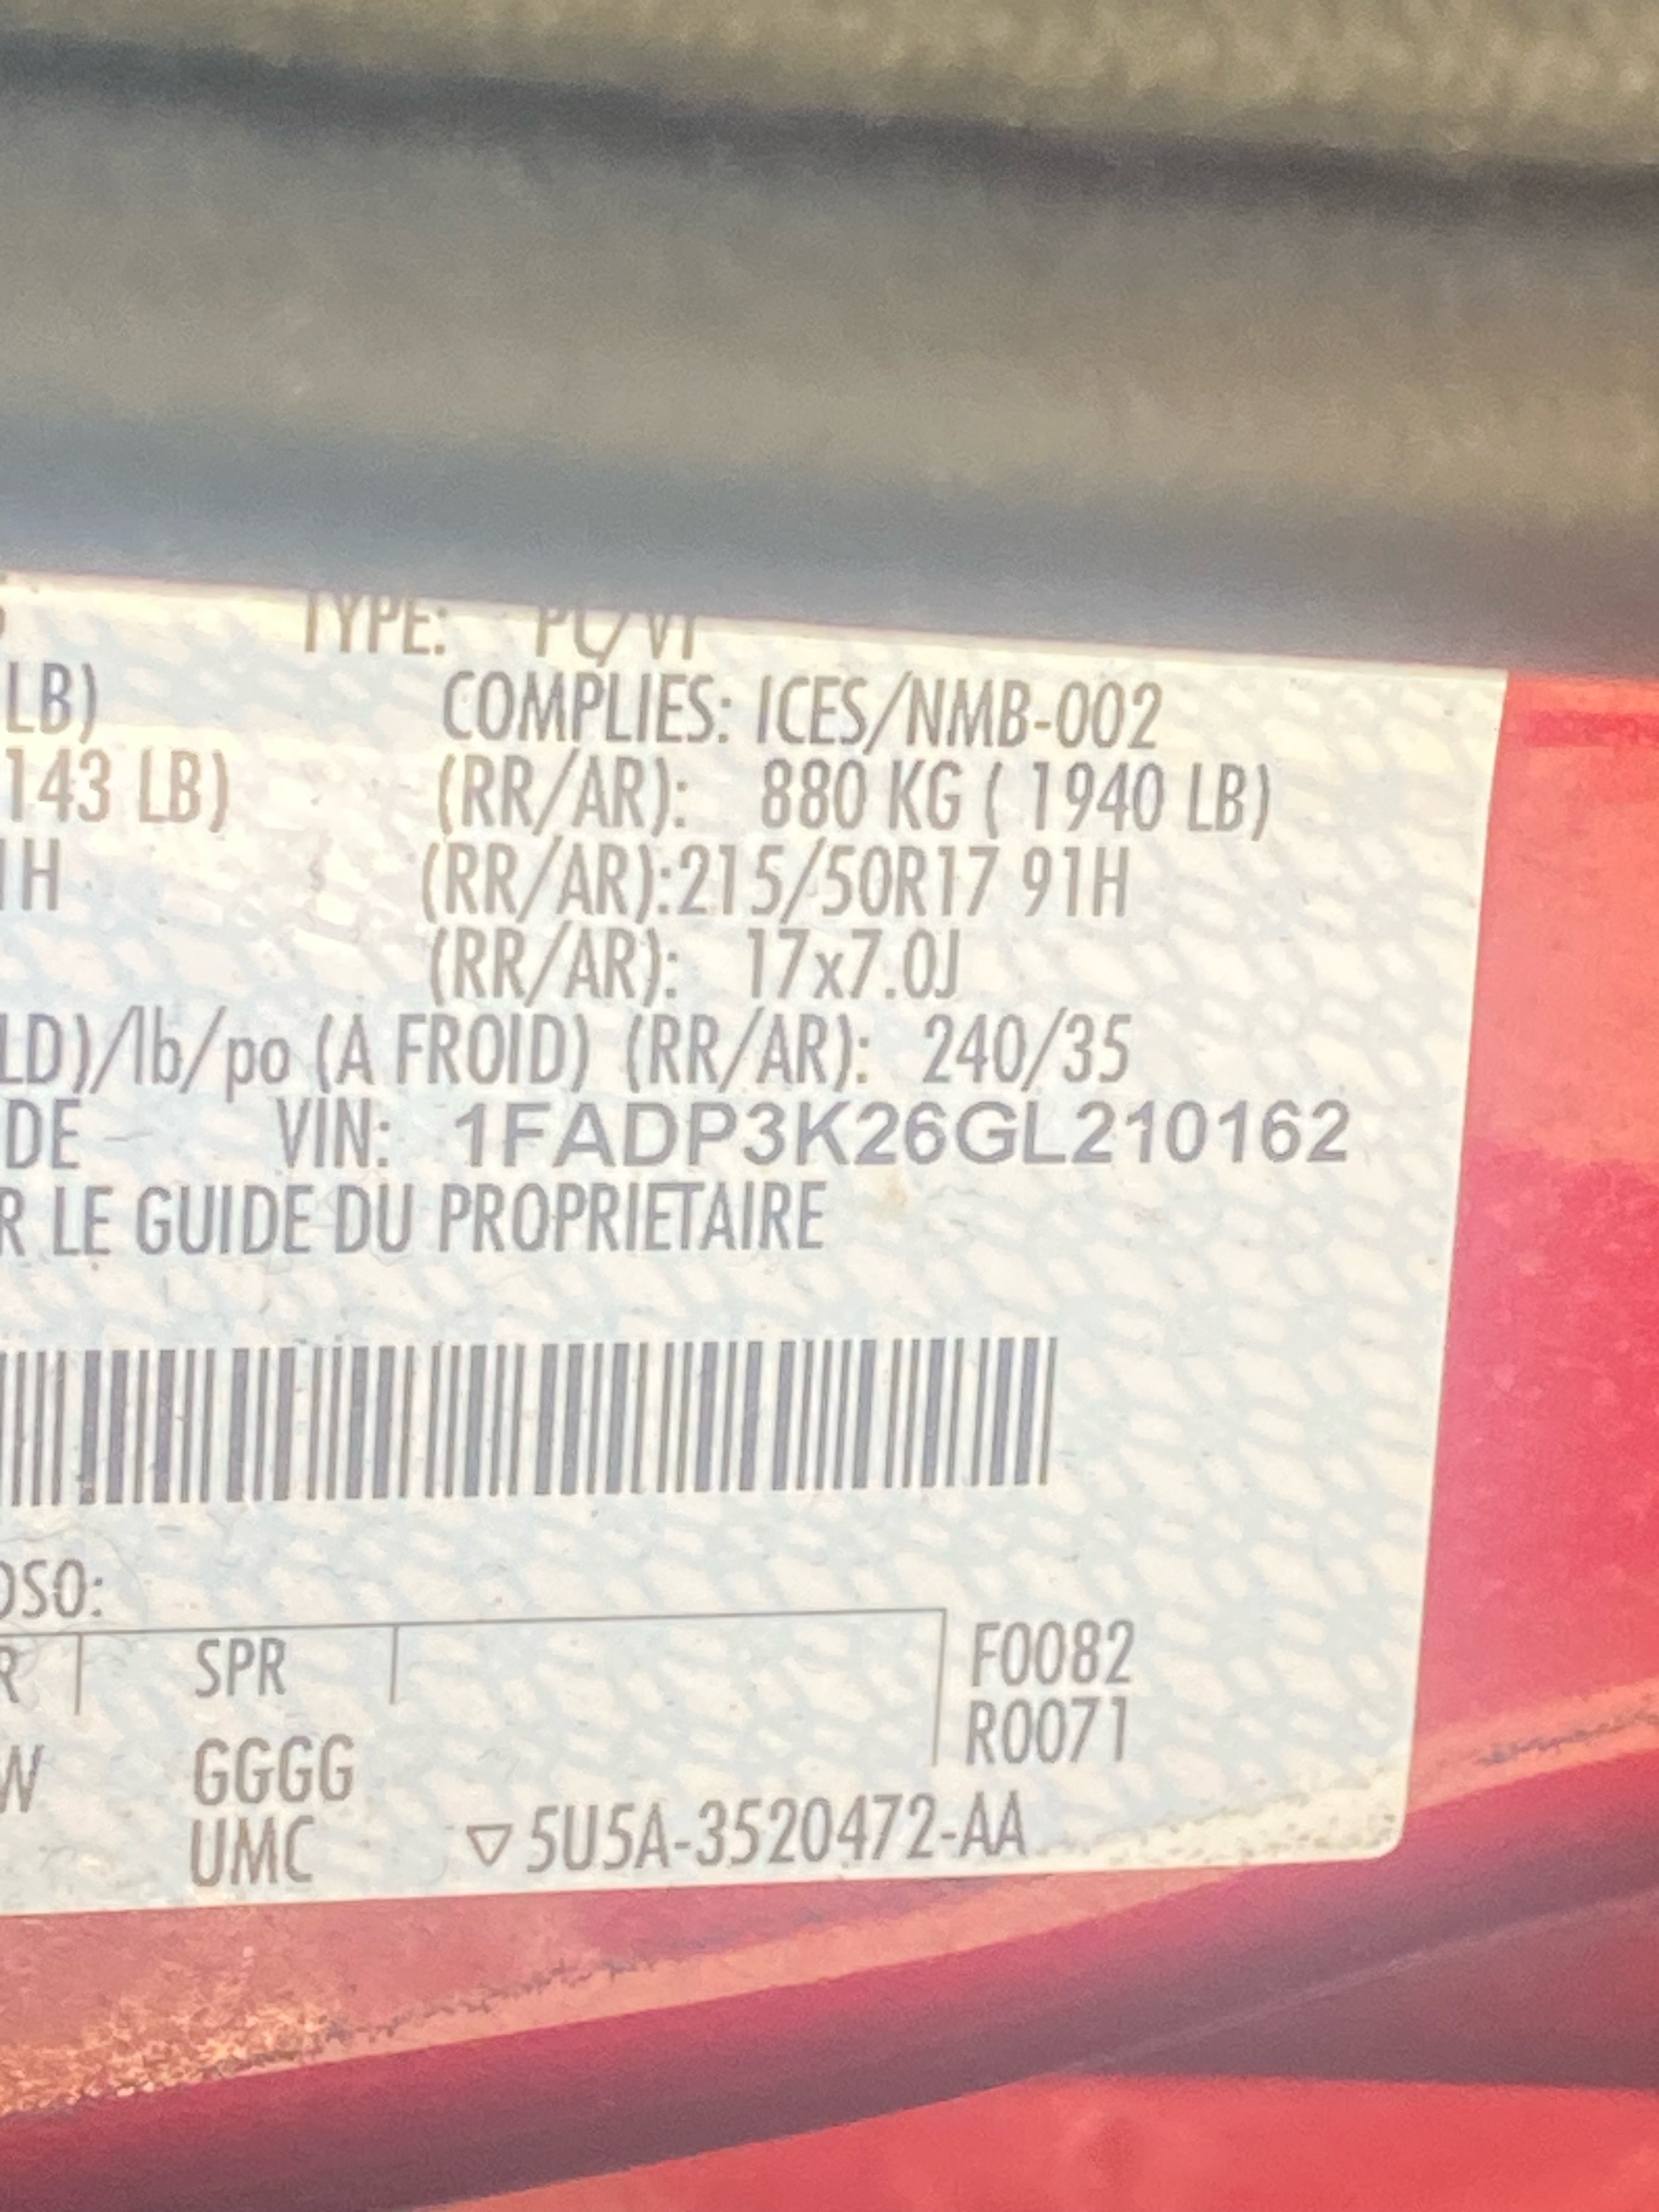 TYPE: PC/VP
LB) COMPLIES: ICES/NMB-002
143 LB) (RR/AR): 880 KG ( 1940 LB)
1H (RR/AR):215/50R17 91H
(RR/AR): 17x7.0J
LD)/lb/po (A FROID) (RR/AR): 240/35
DE VIN: 1FADP3K26GL210162
R LE GUIDE DU PROPRIETAIRE
OSO:
R SPR F0082
R0071
W GGGG
UMC ▽5U5A-3520472-AA